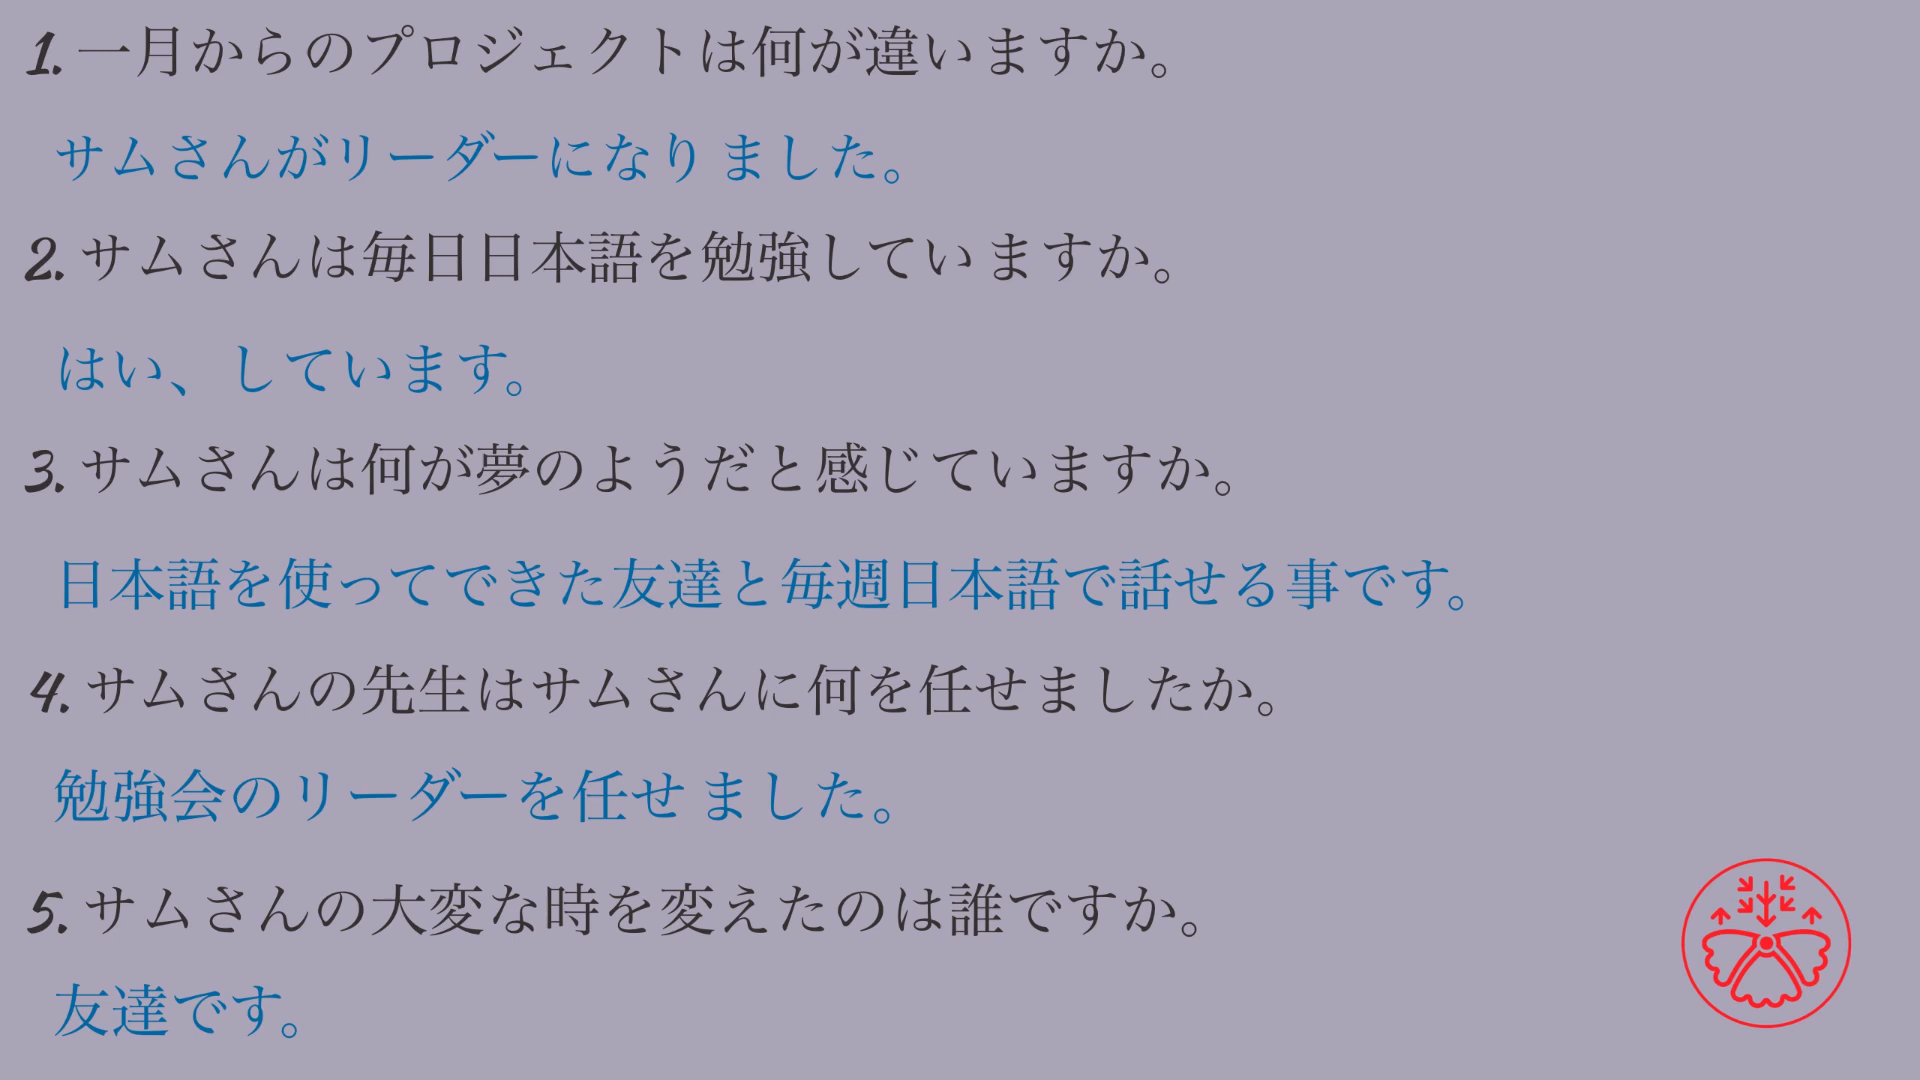 1. 一月からのプロジェクトは何が違いますか。
サムさんがリーダーになりました。
2. サムさんは毎日日本語を勉強していますか。
はい、しています。
3. サムさんは何が夢のようだと感じていますか。
日本語を使ってできた友達と毎週日本語で話せる事です。
4. サムさんの先生はサムさんに何を任せましたか。
勉強会のリーダーを任せました。
5. サムさんの大変な時を変えたのは誰ですか。
友達です。